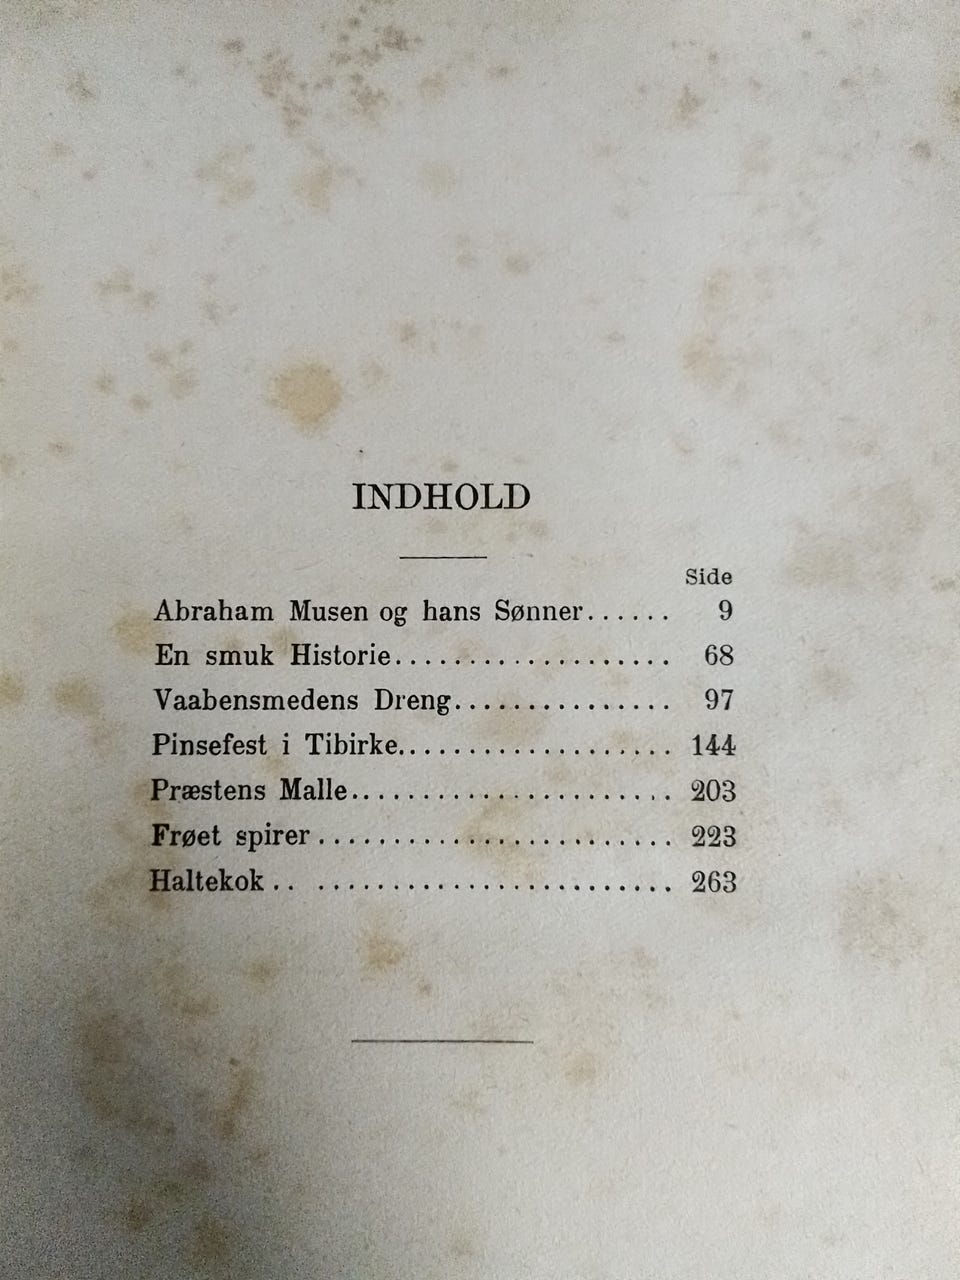 INDHOLD
Side
Abraham Musen og hans Sønner...... 9
En smuk Historie................... 68
Vaabensmedens Dreng............... 97
Pinsefest i Tibirke................... 144
Præstens Malle...................... 203
Frøet spirer........................ 223
Haltekok.. ........................ 263